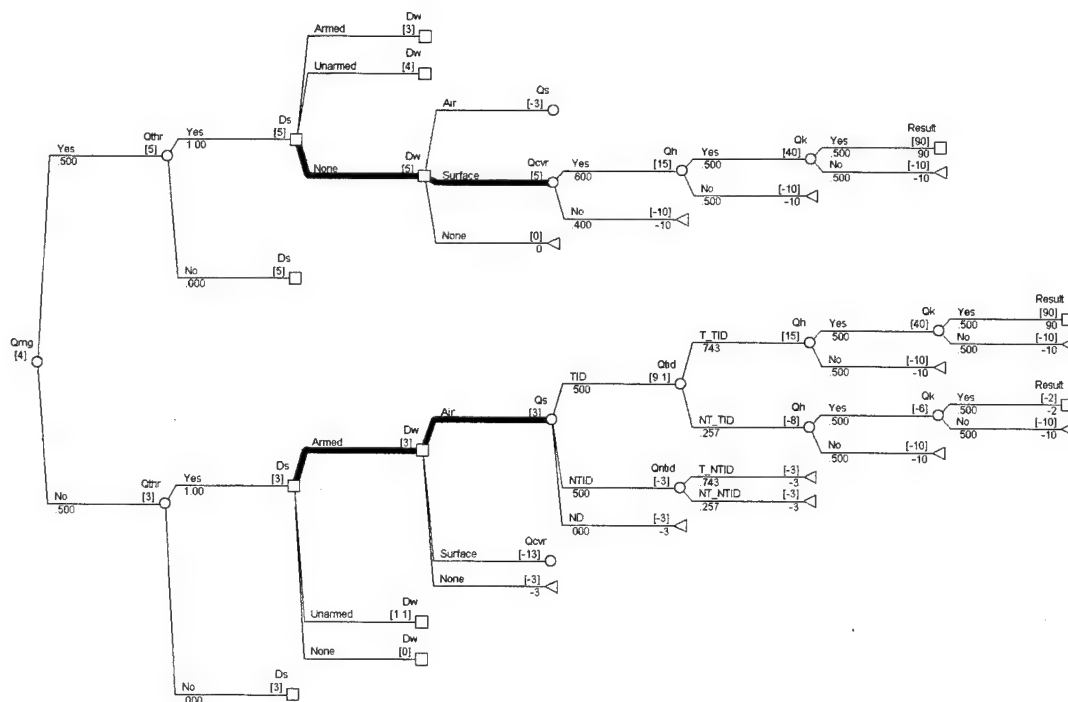 Dw
Armed [3]
Dw
Unarmed [4]
Qs
Air [-3]
Ds
Yes [5]
1.00
Qthr
Yes [5]
.500
Dw
None [5]
Qcvr
Surface [5]
Qh
Yes [15]
600
Qk
Yes [40]
.500
Result
Yes [90]
.500 90
No [-10]
.500 -10
No [-10]
.500 -10
No [-10]
.400 -10
None [0]
0
Ds
No [5]
.000
Qmg
[4]
Qthr
No [3]
.500
Ds
Yes [3]
1.00
Dw
Armed [3]
Qs
Air [3]
Qtid
TID [9 1]
500
Qh
T_TID [15]
.743
Qk
Yes [40]
500
Result
Yes [90]
.500 90
No [-10]
500 -10
No [-10]
.500 -10
Qh
NT_TID [-8]
.257
Qk
Yes [-6]
.500
Result
Yes [-2]
.500 -2
No [-10]
500 -10
No [-10]
500 -10
Qntid
NTID [-3]
500
T_NTID [-3]
.743 -3
NT_NTID [-3]
.257 -3
ND [-3]
000 -3
Qcvr
Surface [-13]
None [-3]
-3
Dw
Unarmed [1 1]
Dw
None [0]
Ds
No [3]
.000